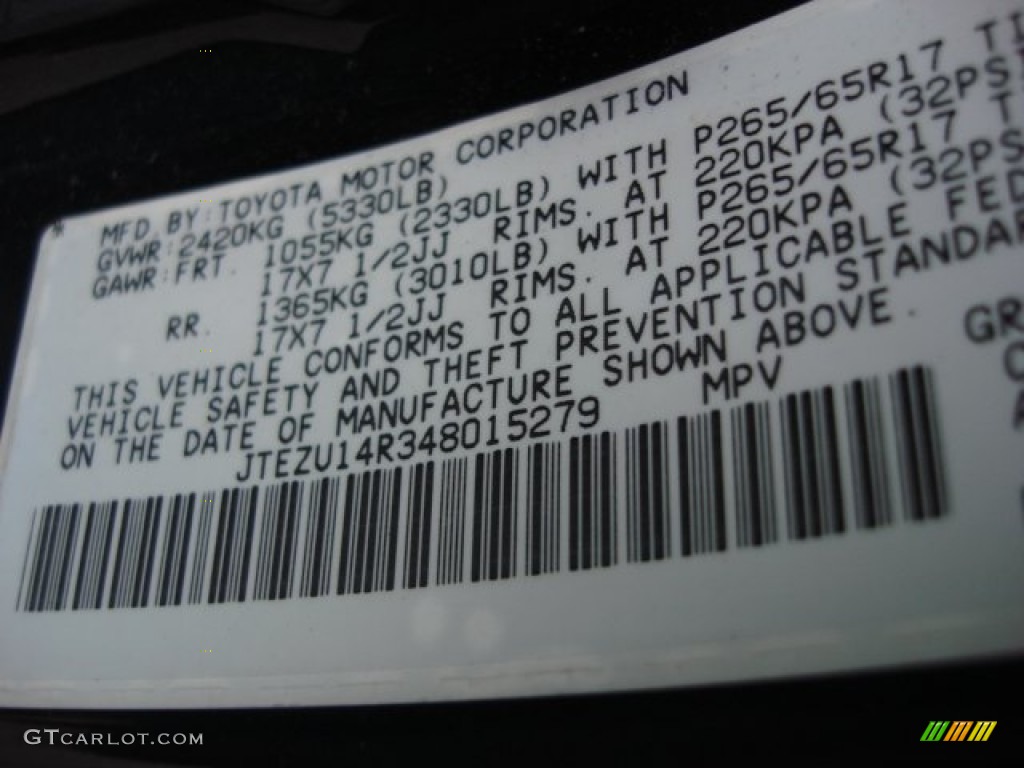 MFD BY:TOYOTA MOTOR CORPORATION
GVWR:2420KG (5330LB)
GAWR:FRT. 1055KG (2330LB) WITH P265/65R17 TI
17X7 1/2JJ RIMS. AT 220KPA (32PSI
RR. 1365KG (3010LB) WITH P265/65R17 T
17X7 1/2JJ RIMS. AT 220KPA (32PS
THIS VEHICLE CONFORMS TO ALL APPLICABLE FED
VEHICLE SAFETY AND THEFT PREVENTION STANDAR
ON THE DATE OF MANUFACTURE SHOWN ABOVE.
JTEZU14R348015279 MPV
GR
GTCARLOT.COM